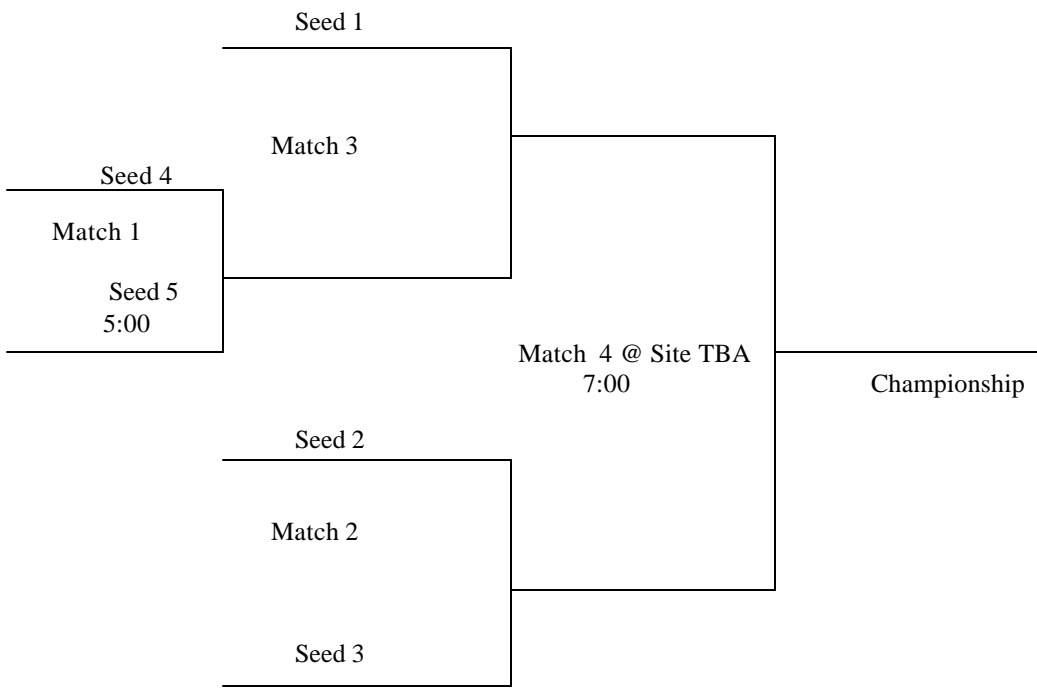 Seed 1
Match 3
Seed 4
Match 1
Seed 5
5:00
Match 4 @ Site TBA
7:00
Championship
Seed 2
Match 2
Seed 3